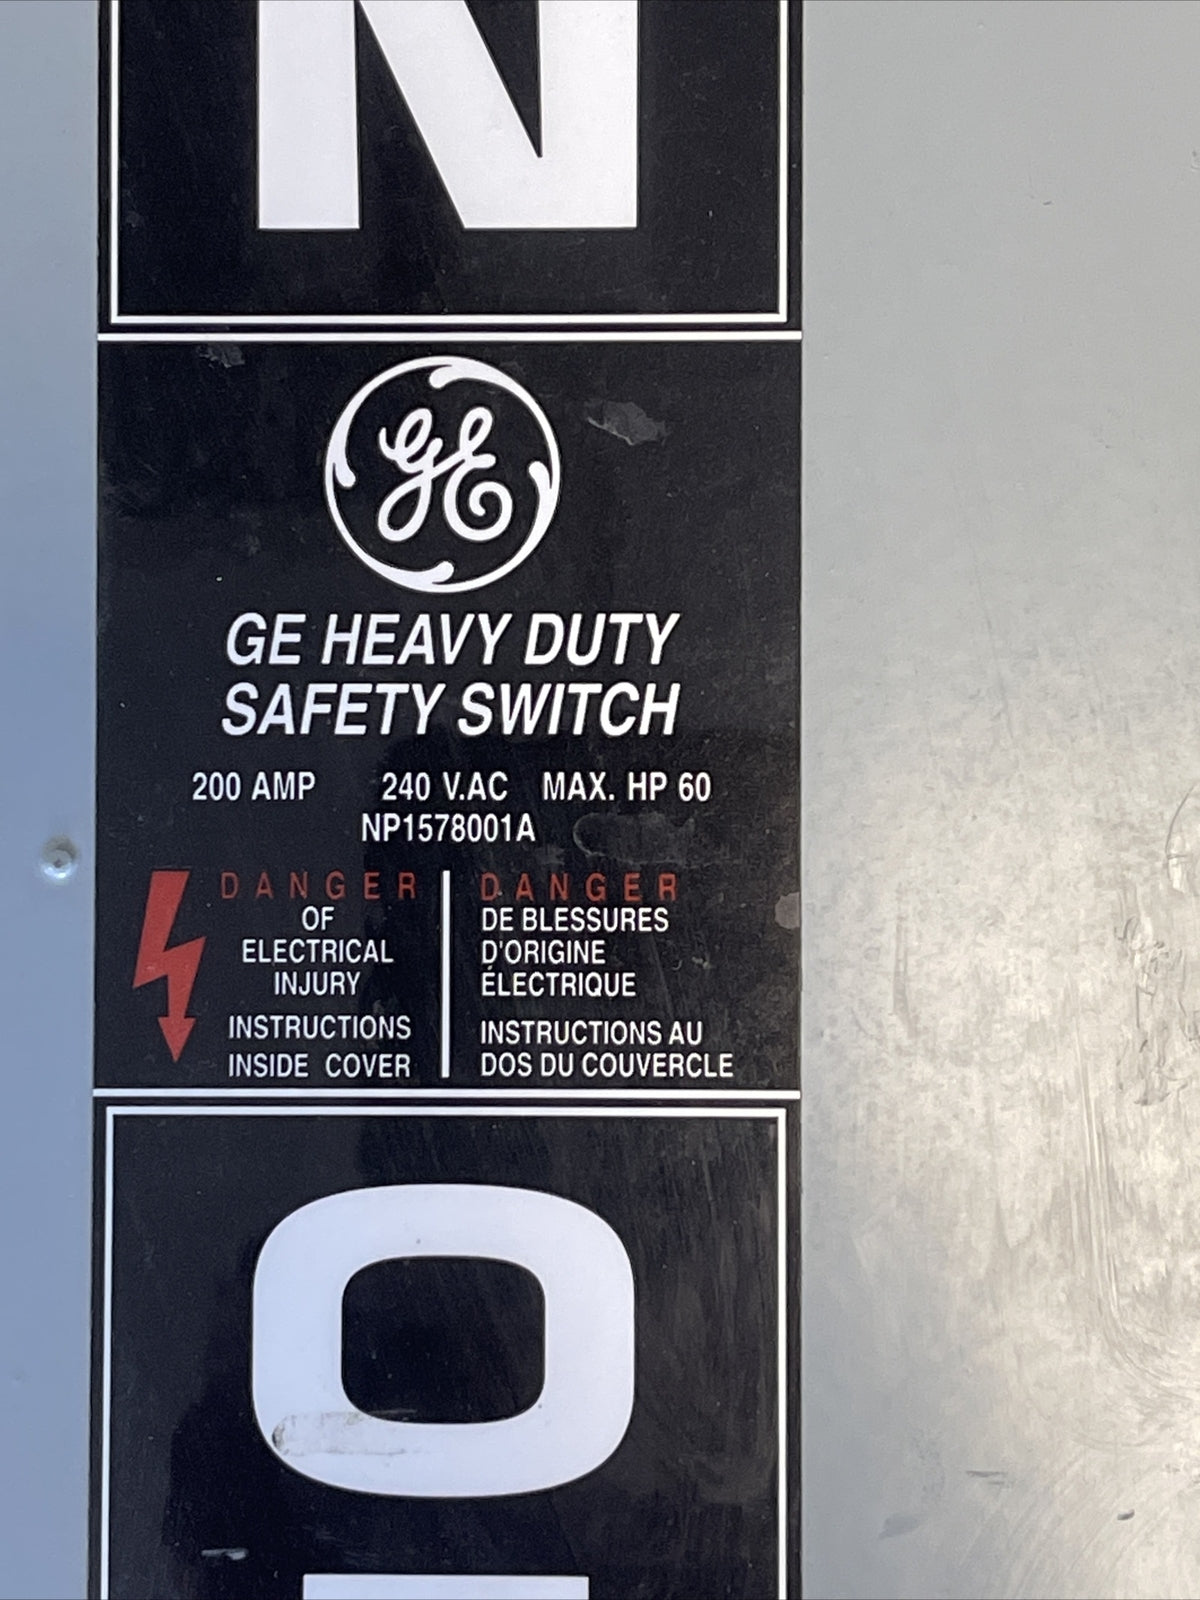 N
GE
GE HEAVY DUTY
SAFETY SWITCH
200 AMP 240 V.AC MAX. HP 60
NP1578001A
DANGER
OF
ELECTRICAL
INJURY
INSTRUCTIONS
INSIDE COVER
DANGER
DE BLESSURES
D'ORIGINE
ÉLECTRIQUE
INSTRUCTIONS AU
DOS DU COUVERCLE
O